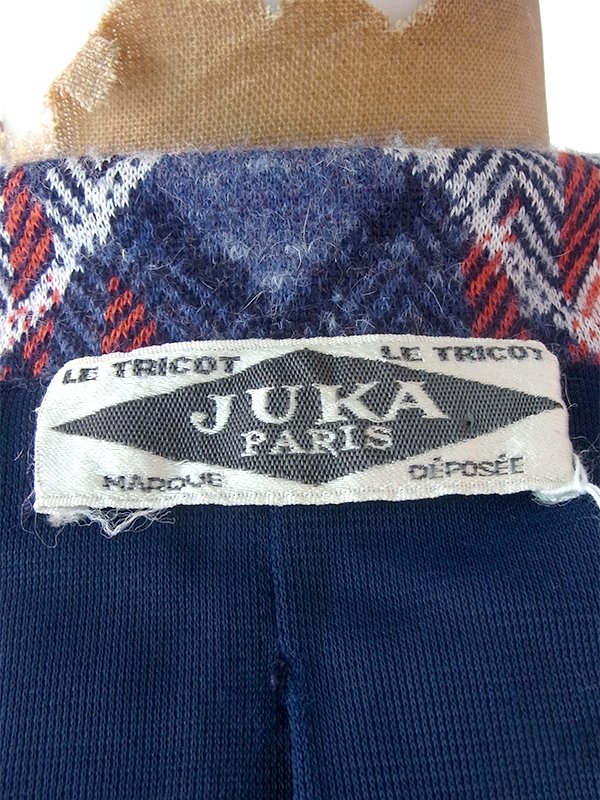 LE TRICOT LE TRICOT
JUKA
PARIS
MARQUE DÉPOSÉE